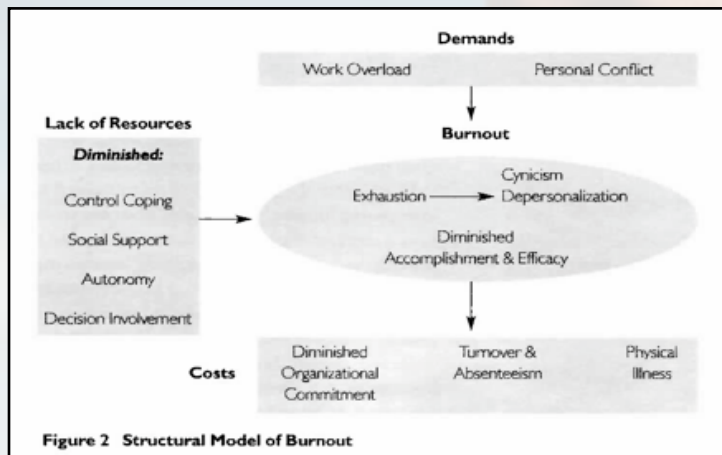 Demands
Work Overload Personal Conflict
Lack of Resources
Diminished:
Control Coping
Social Support
Autonomy
Decision Involvement
Burnout
Cynicism
Exhaustion Depersonalization
Diminished
Accomplishment & Efficacy
Costs
Diminished
Organizational
Commitment
Turnover &
Absenteeism
Physical
Illness
Figure 2 Structural Model of Burnout